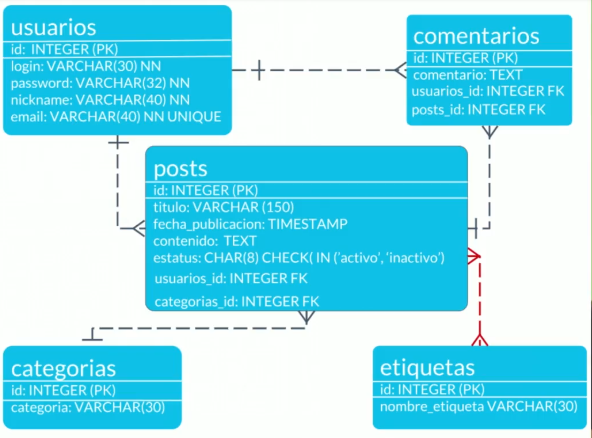 usuarios
id: INTEGER (PK)
login: VARCHAR(30) NN
password: VARCHAR(32) NN
nickname: VARCHAR(40) NN
email: VARCHAR(40) NN UNIQUE
comentarios
id: INTEGER (PK)
comentario: TEXT
usuarios_id: INTEGER FK
posts_id: INTEGER FK
posts
id: INTEGER (PK)
titulo: VARCHAR (150)
fecha_publicacion: TIMESTAMP
contenido: TEXT
estatus: CHAR(8) CHECK( IN ('activo', 'inactivo')
usuarios_id: INTEGER FK
categorias_id: INTEGER FK
categorias
id: INTEGER (PK)
categoria: VARCHAR(30)
etiquetas
id: INTEGER (PK)
nombre_etiqueta VARCHAR(30)